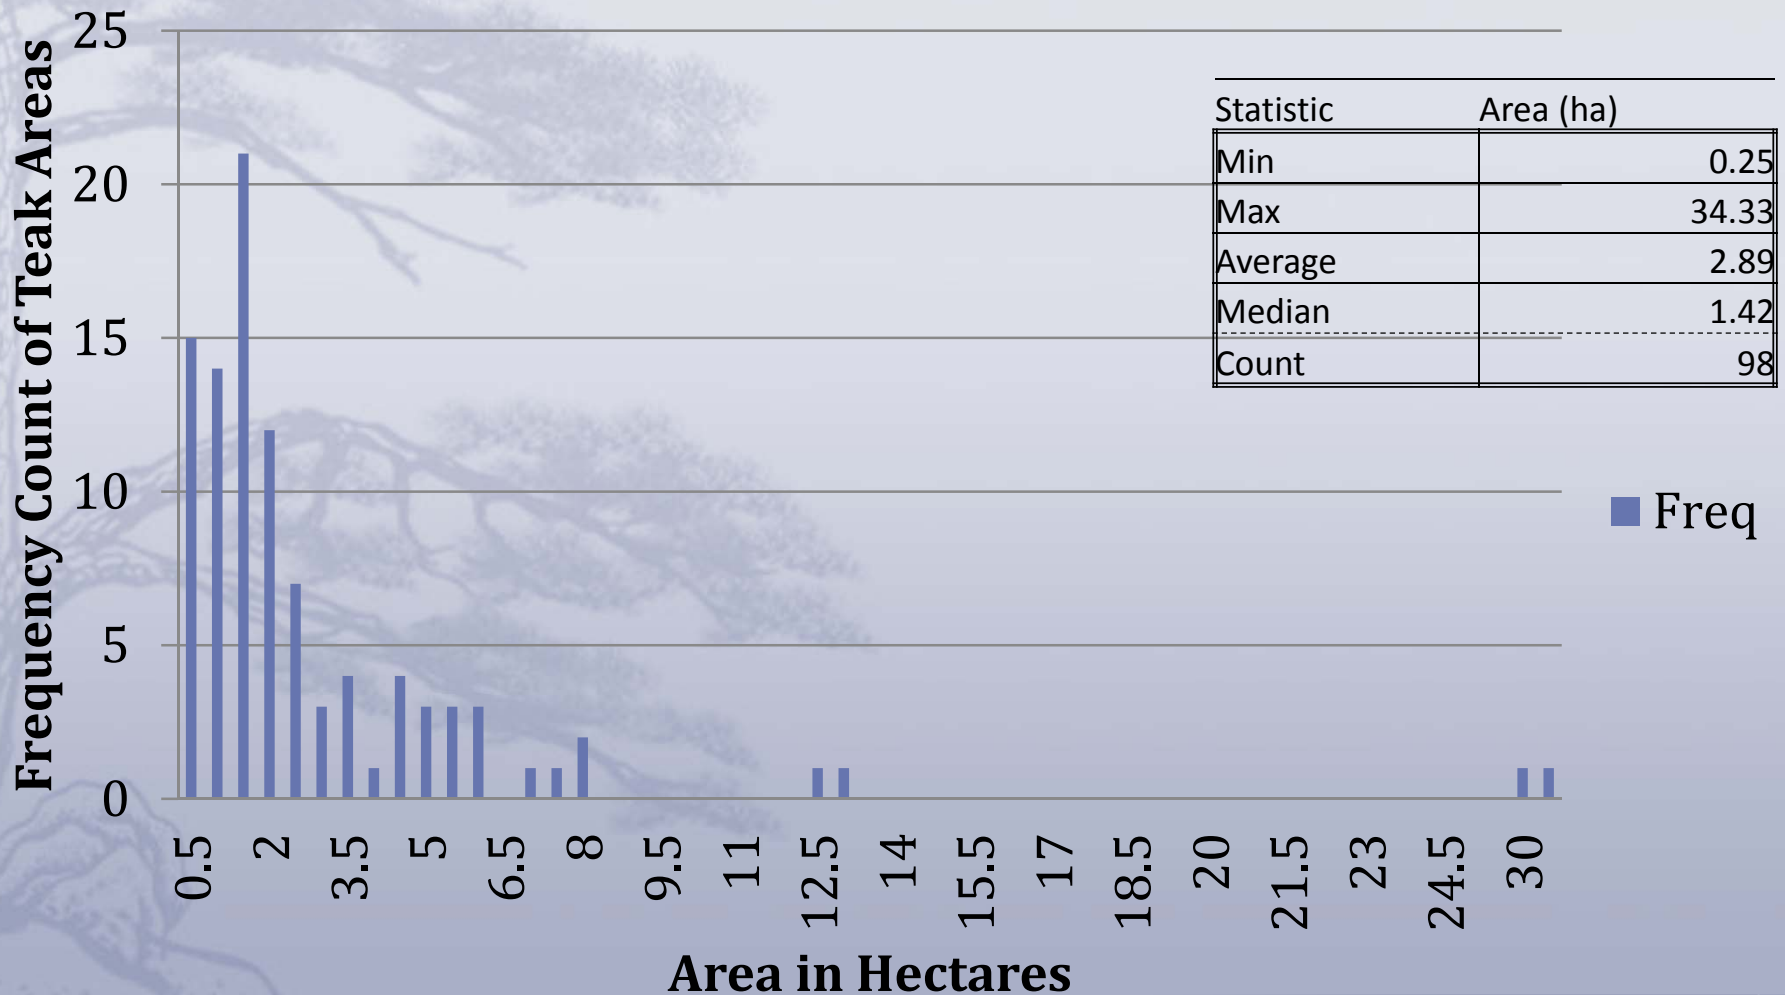 Frequency Count of Teak Areas
25
20
15
10
5
0
Statistic Area (ha)
Min 0.25
Max 34.33
Average 2.89
Median 1.42
Count 98
Freq
0.5 2 3.5 5 6.5 8 9.5 11 12.5 14 15.5 17 18.5 20 21.5 23 24.5 30
Area in Hectares